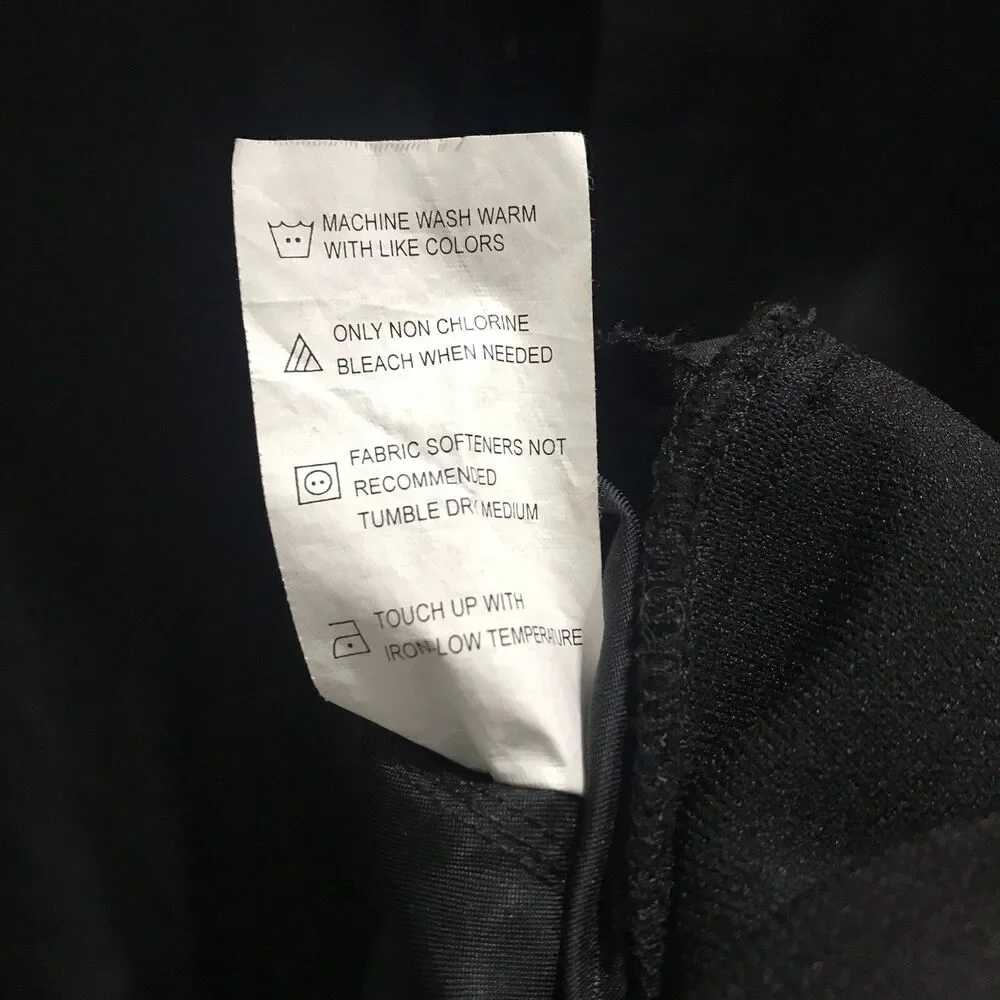 MACHINE WASH WARM
WITH LIKE COLORS
ONLY NON CHLORINE
BLEACH WHEN NEEDED
FABRIC SOFTENERS NOT
RECOMMENDED
TUMBLE DRY MEDIUM
TOUCH UP WITH
IRON-LOW TEMPERATURE